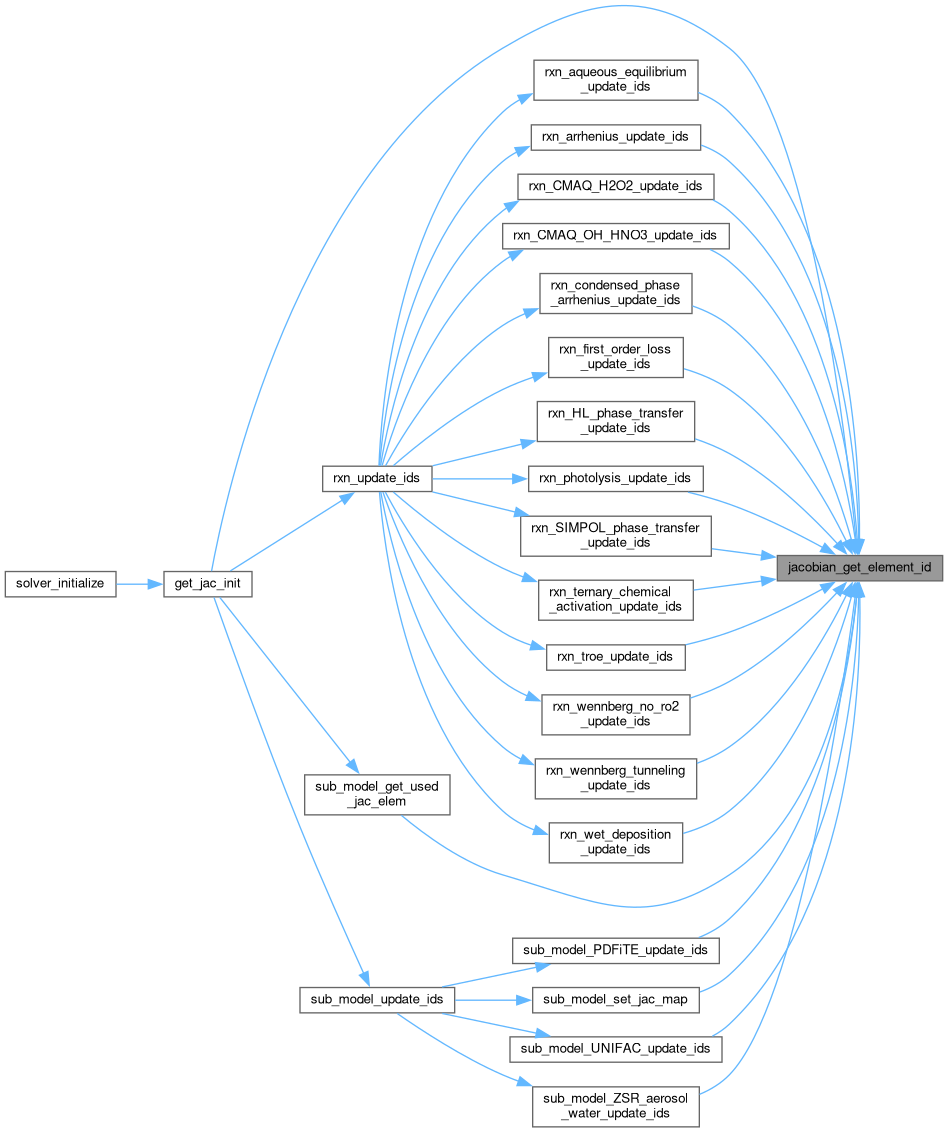 rxn_aqueous_equilibrium
_update_ids
rxn_arrhenius_update_ids
rxn_CMAQ_H2O2_update_ids
rxn_CMAQ_OH_HNO3_update_ids
rxn_condensed_phase
_arrhenius_update_ids
rxn_first_order_loss
_update_ids
rxn_HL_phase_transfer
_update_ids
rxn_update_ids
rxn_photolysis_update_ids
rxn_SIMPOL_phase_transfer
_update_ids
jacobian_get_element_id
solver_initialize
get_jac_init
rxn_ternary_chemical
_activation_update_ids
rxn_troe_update_ids
rxn_wennberg_no_ro2
_update_ids
rxn_wennberg_tunneling
_update_ids
sub_model_get_used
_jac_elem
rxn_wet_deposition
_update_ids
sub_model_PDFiTE_update_ids
sub_model_update_ids
sub_model_set_jac_map
sub_model_UNIFAC_update_ids
sub_model_ZSR_aerosol
_water_update_ids